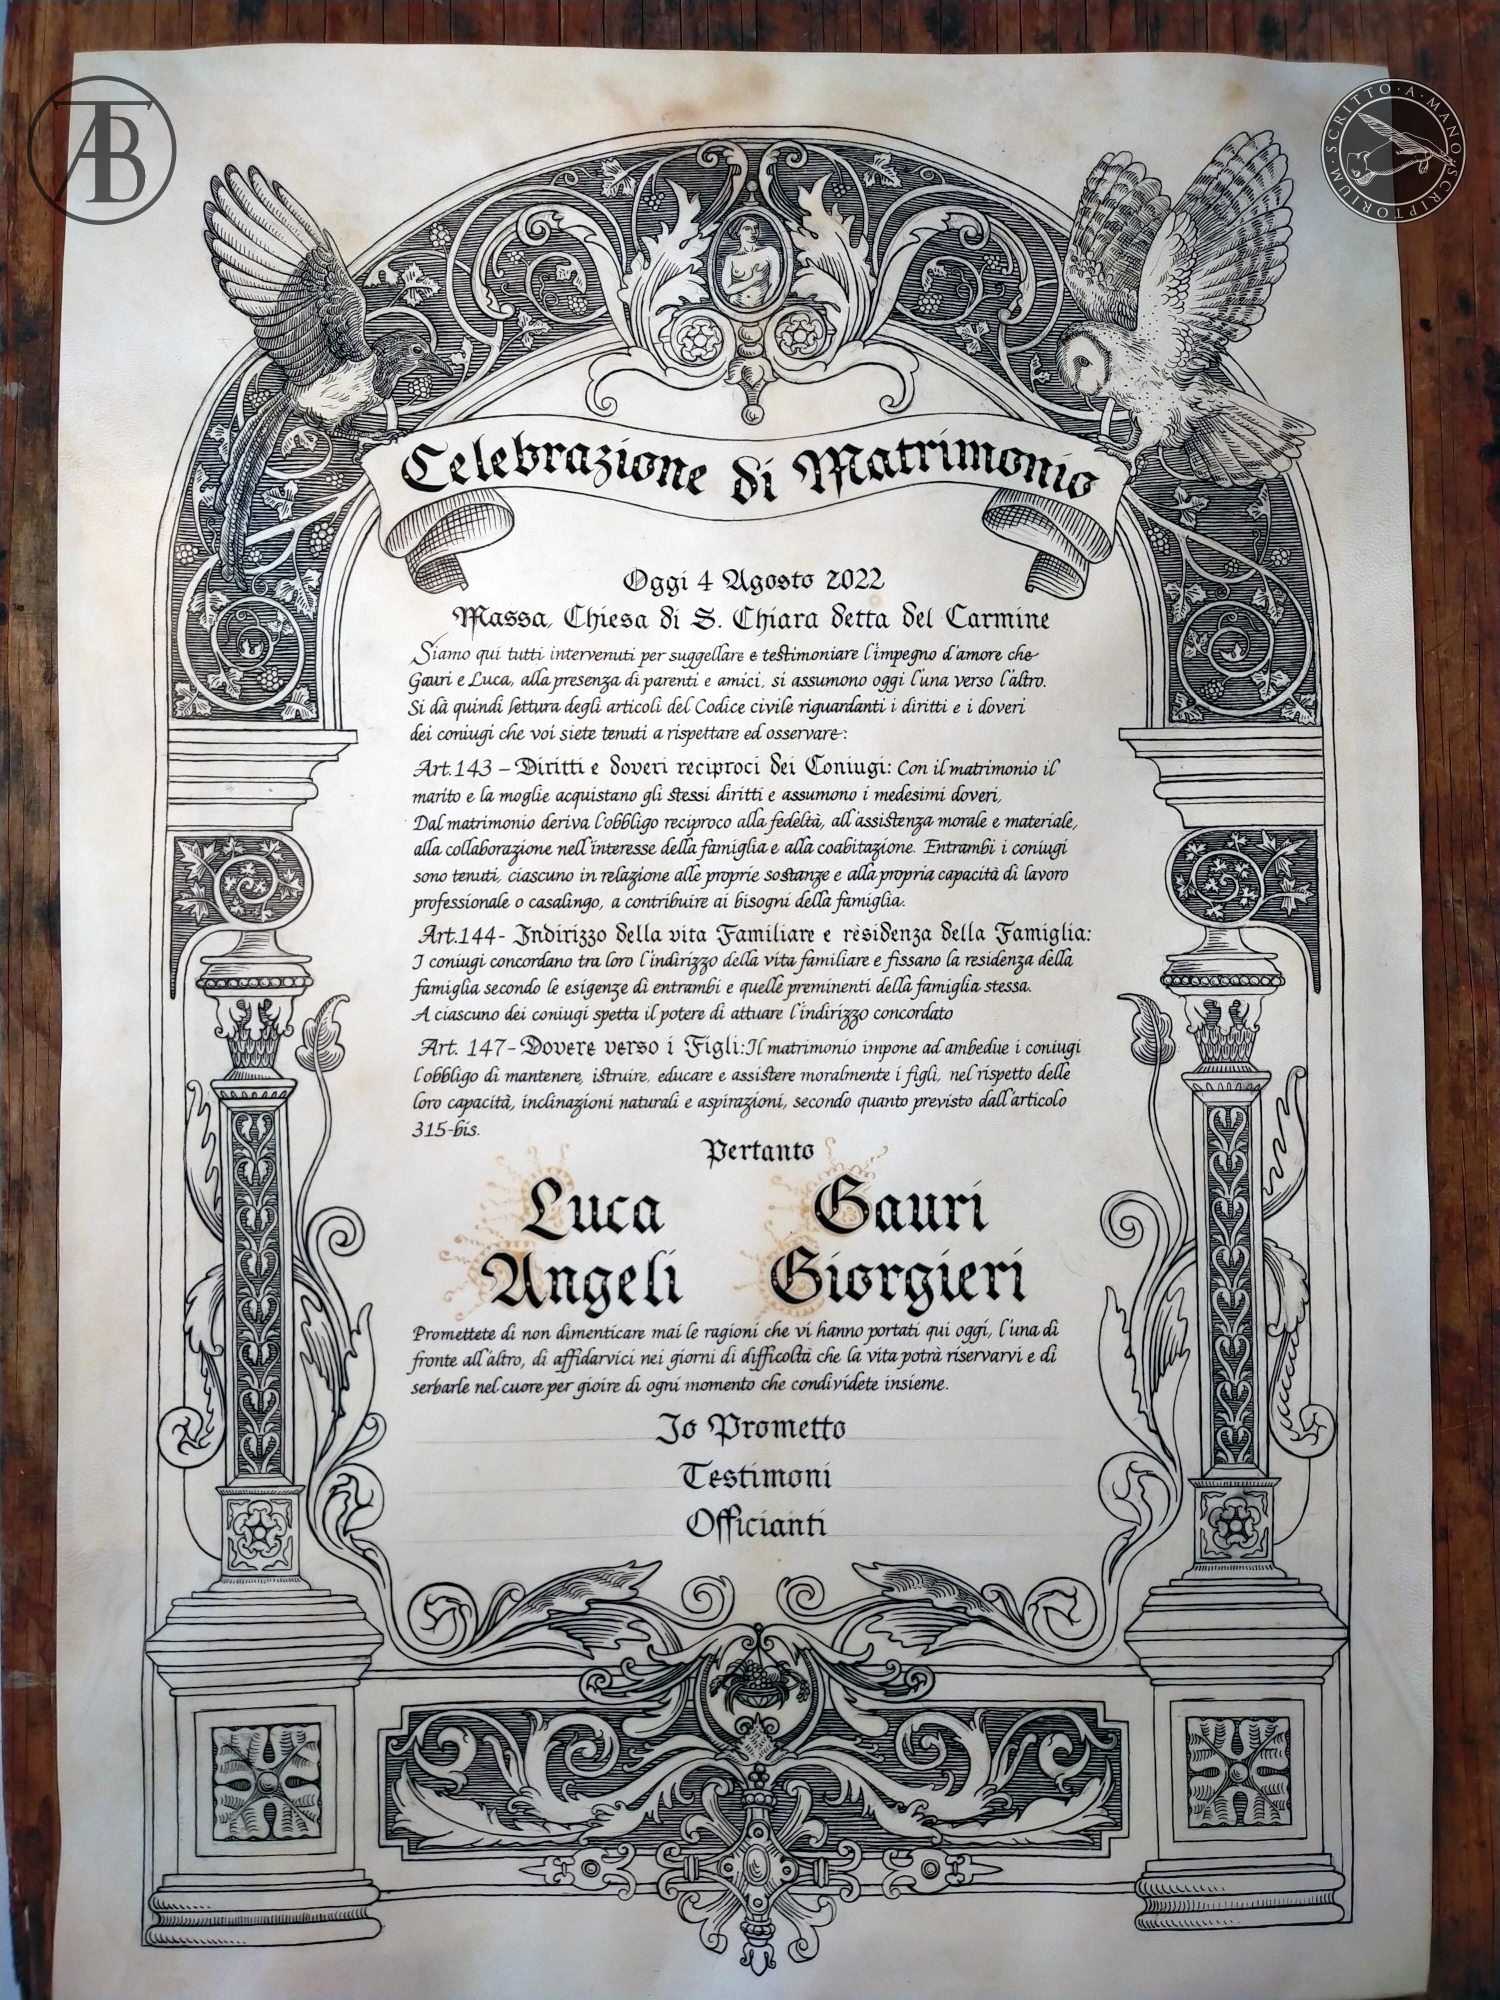 TAB
SCRITTO·A·MANO
SCRIPTORIUM
Celebrazione di Matrimonio
Oggi 4 Agosto 2022
Massa, Chiesa di S. Chiara detta del Carmine
Siamo qui tutti intervenuti per suggellare e testimoniare l'impegno d'amore che
Gauri e Luca, alla presenza di parenti e amici, si assumono oggi l'una verso l'altro.
Si dà quindi lettura degli articoli del Codice civile riguardanti i diritti e i doveri
dei coniugi che voi siete tenuti a rispettare ed osservare:
Art.143 – Diritti e doveri reciproci dei Coniugi: Con il matrimonio il
marito e la moglie acquistano gli stessi diritti e assumono i medesimi doveri,
Dal matrimonio deriva l'obbligo reciproco alla fedeltà, all'assistenza morale e materiale,
alla collaborazione nell'interesse della famiglia e alla coabitazione. Entrambi i coniugi
sono tenuti, ciascuno in relazione alle proprie sostanze e alla propria capacità di lavoro
professionale o casalingo, a contribuire ai bisogni della famiglia.
Art.144- Indirizzo della vita Familiare e rèsidenza della Famiglia:
I coniugi concordano tra loro l'indirizzo della vita familiare e fissano la residenza della
famiglia secondo le esigenze di entrambi e quelle preminenti della famiglia stessa.
A ciascuno dei coniugi spetta il potere di attuare l'indirizzo concordato
Art. 147-Dovere verso i Figli:Il matrimonio impone ad ambedue i coniugi
l'obbligo di mantenere, istruire, educare e assistere moralmente i figli, nel rispetto delle
loro capacità, inclinazioni naturali e aspirazioni, secondo quanto previsto dall'articolo
315-bis.
Pertanto
Luca Gauri
Angeli Giorgieri
Promettete di non dimenticare mai le ragioni che vi hanno portati qui oggi, l'una di
fronte all'altro, di affidarvici nei giorni di difficoltà che la vita potrà riservarvi e di
serbarle nel cuore per gioire di ogni momento che condividete insieme.
Io Prometto
Testimoni
Officianti